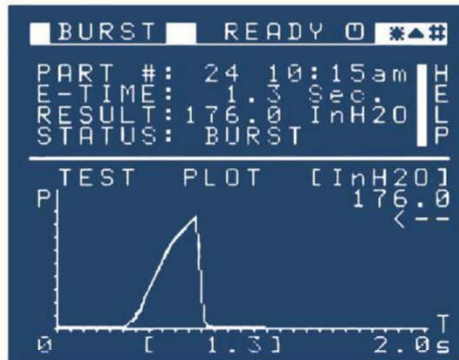 BURST READY
PART #: 24 10:15am
E-TIME: 1.3 Sec.
RESULT:176.0 InH2O
STATUS: BURST
HELP
TEST PLOT [InH2O]
P 176.0
<--
T
0 [ 1.3] 2.0s